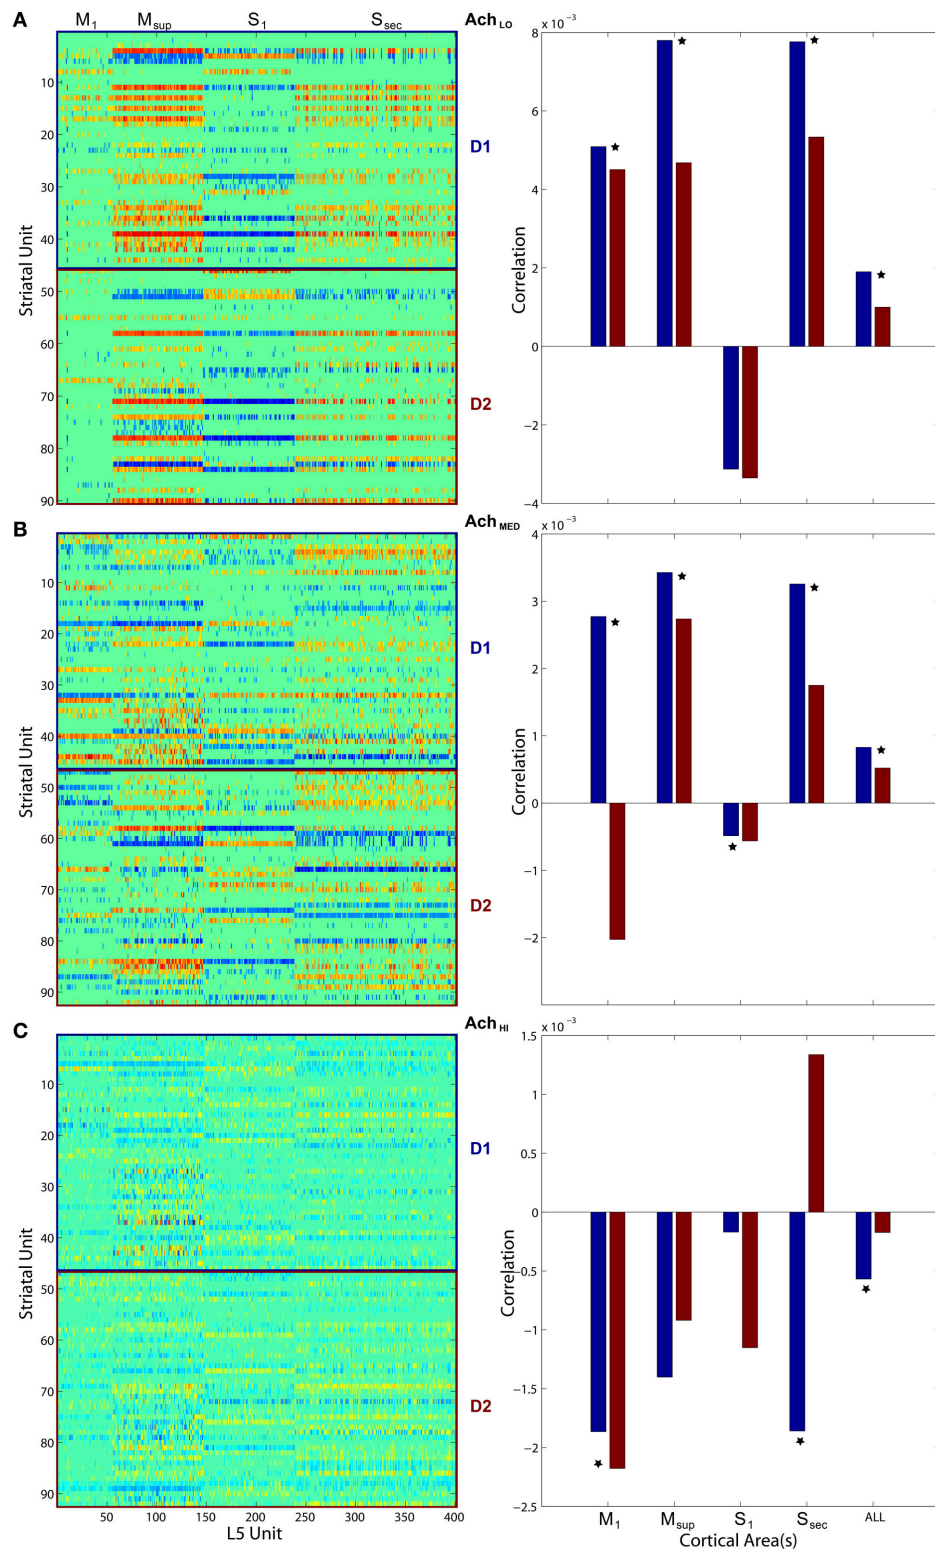 A
M1 Msup S1 Ssec
AchLO
x 10−3
8
6
4
2
0
−2
−4
Correlation
10
20
30
40
50
60
70
80
90
Striatal Unit
D1
D2
B
AchMED
x 10−3
4
3
2
1
0
−1
−2
Correlation
10
20
30
40
50
60
70
80
90
Striatal Unit
D1
D2
C
AchHI
x 10−3
1.5
1
0.5
0
−0.5
−1
−1.5
−2
−2.5
Correlation
10
20
30
40
50
60
70
80
90
Striatal Unit
D1
D2
50 100 150 200 250 300 350 400
L5 Unit
M1 Msup S1 Ssec ALL
Cortical Area(s)